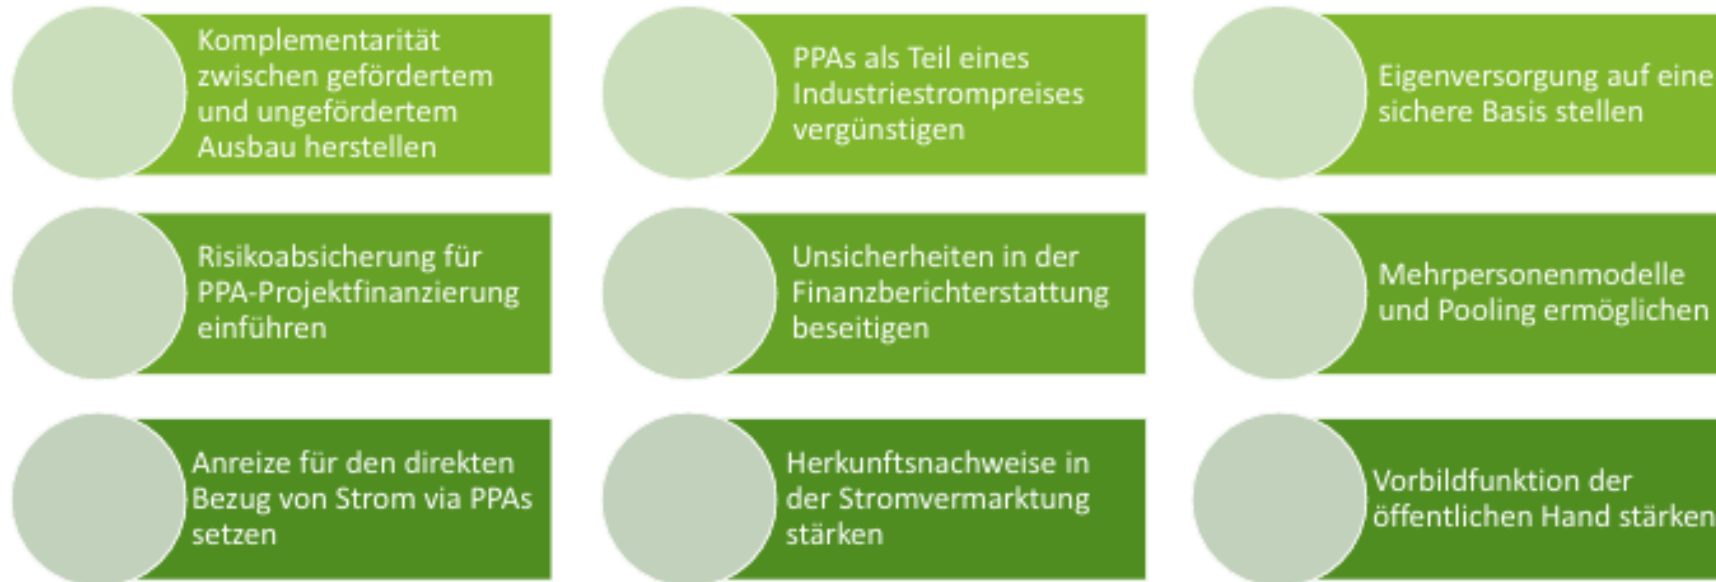 Komplementarität
zwischen gefördertem
und ungefördertem
Ausbau herstellen
PPAs als Teil eines
Industriestrompreises
vergünstigen
Eigenversorgung auf eine
sichere Basis stellen
Risikoabsicherung für
PPA-Projektfinanzierung
einführen
Unsicherheiten in der
Finanzberichterstattung
beseitigen
Mehrpersonenmodelle
und Pooling ermöglichen
Anreize für den direkten
Bezug von Strom via PPAs
setzen
Herkunftsnachweise in
der Stromvermarktung
stärken
Vorbildfunktion der
öffentlichen Hand stärken